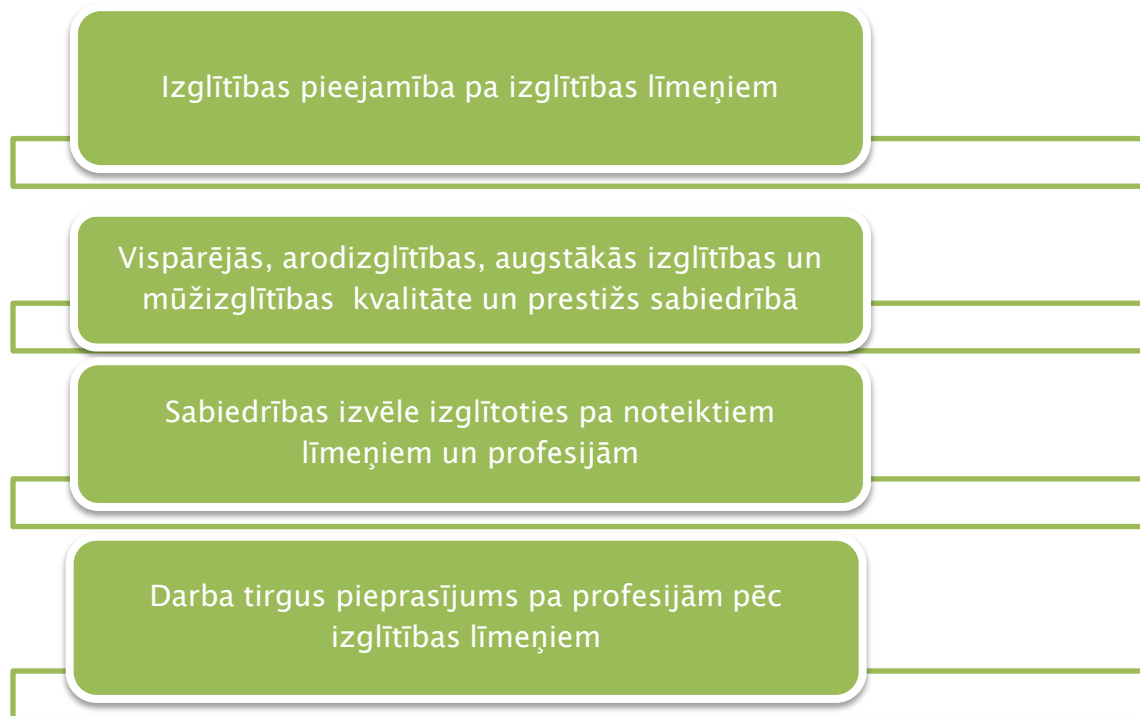 Izglītības pieejamība pa izglītības līmeņiem
Vispārējās, arodizglītības, augstākās izglītības un
mūžizglītības  kvalitāte un prestižs sabiedrībā
Sabiedrības izvēle izglītoties pa noteiktiem
līmeņiem un profesijām
Darba tirgus pieprasījums pa profesijām pēc
izglītības līmeņiem